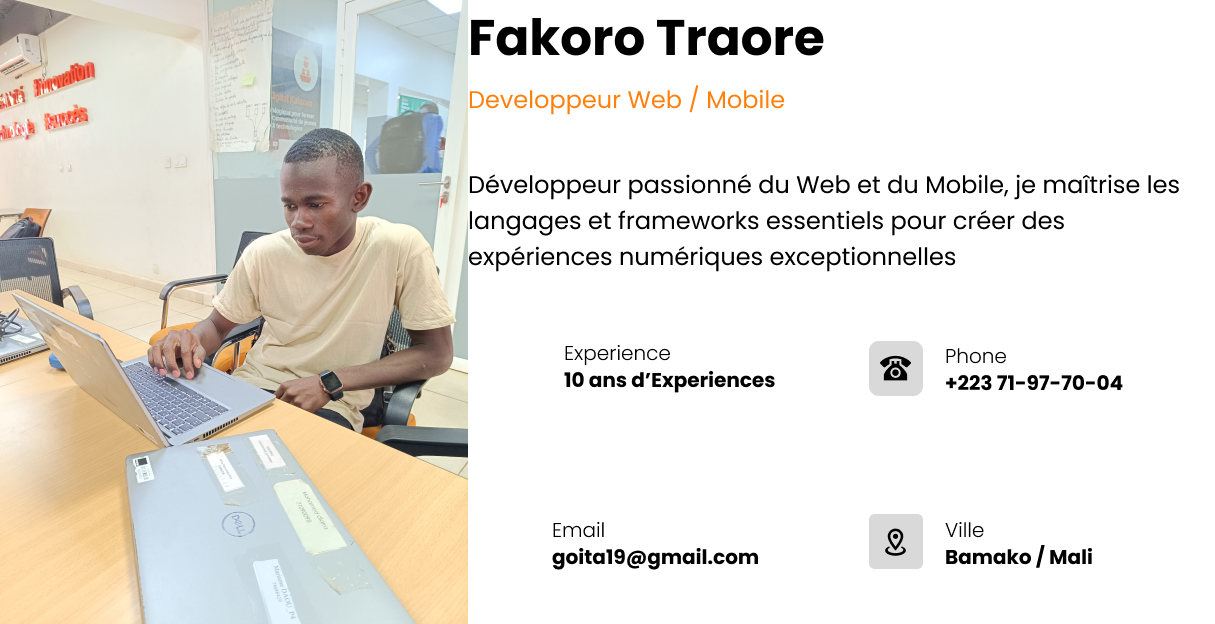 Fakoro Traore
Developpeur Web / Mobile
Développeur passionné du Web et du Mobile, je maîtrise les
langages et frameworks essentiels pour créer des
expériences numériques exceptionnelles
Experience
10 ans d’Experiences
Phone
+223 71-97-70-04
Email
goita19@gmail.com
Ville
Bamako / Mali
Innovation
DELL